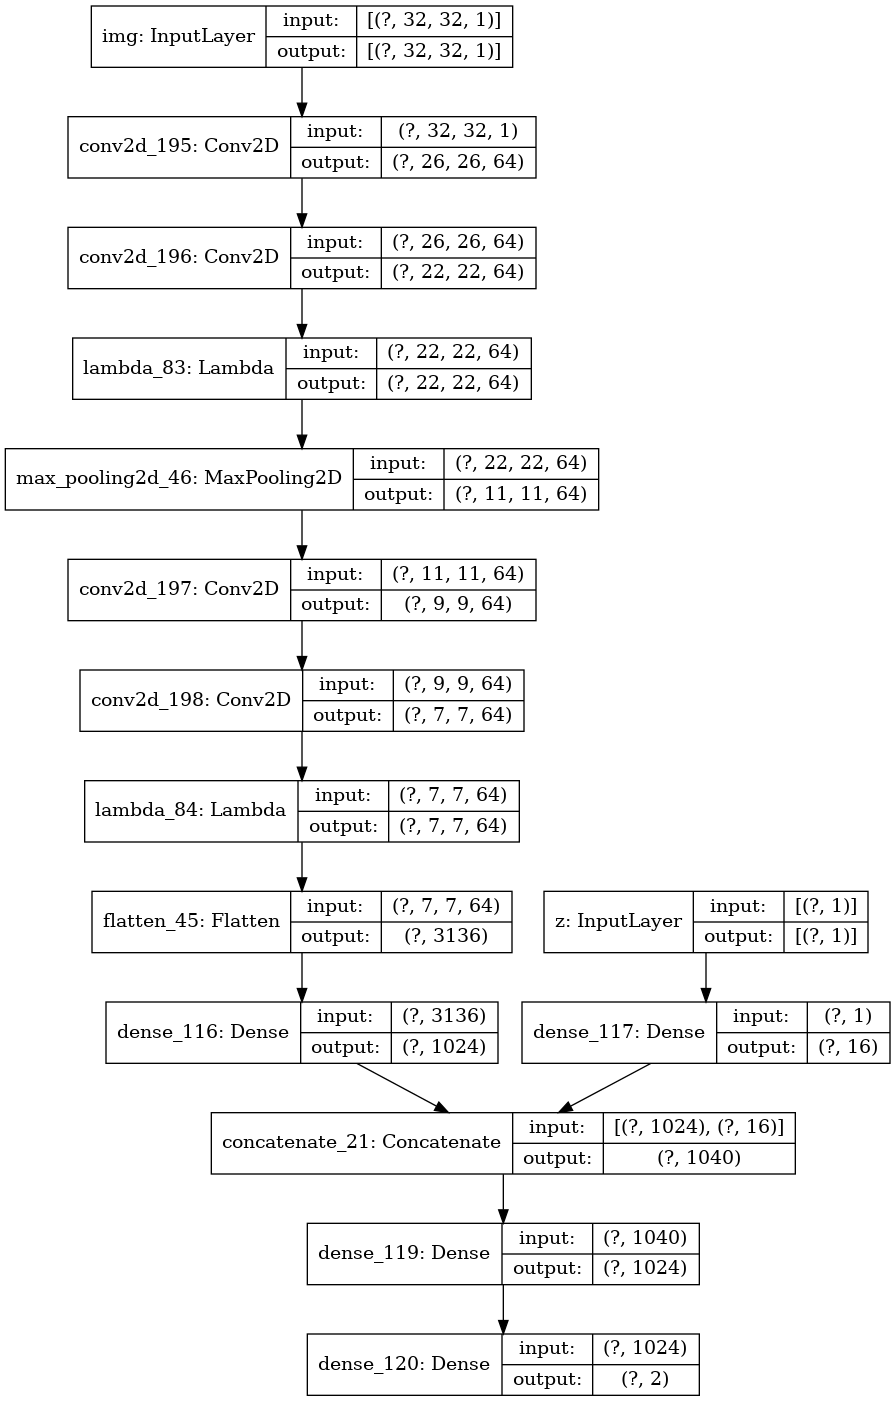 img: InputLayer
input: [(?, 32, 32, 1)]
output: [(?, 32, 32, 1)]
conv2d_195: Conv2D
input: (?, 32, 32, 1)
output: (?, 26, 26, 64)
conv2d_196: Conv2D
input: (?, 26, 26, 64)
output: (?, 22, 22, 64)
lambda_83: Lambda
input: (?, 22, 22, 64)
output: (?, 22, 22, 64)
max_pooling2d_46: MaxPooling2D
input: (?, 22, 22, 64)
output: (?, 11, 11, 64)
conv2d_197: Conv2D
input: (?, 11, 11, 64)
output: (?, 9, 9, 64)
conv2d_198: Conv2D
input: (?, 9, 9, 64)
output: (?, 7, 7, 64)
lambda_84: Lambda
input: (?, 7, 7, 64)
output: (?, 7, 7, 64)
flatten_45: Flatten
input: (?, 7, 7, 64)
output: (?, 3136)
z: InputLayer
input: [(?, 1)]
output: [(?, 1)]
dense_116: Dense
input: (?, 3136)
output: (?, 1024)
dense_117: Dense
input: (?, 1)
output: (?, 16)
concatenate_21: Concatenate
input: [(?, 1024), (?, 16)]
output: (?, 1040)
dense_119: Dense
input: (?, 1040)
output: (?, 1024)
dense_120: Dense
input: (?, 1024)
output: (?, 2)